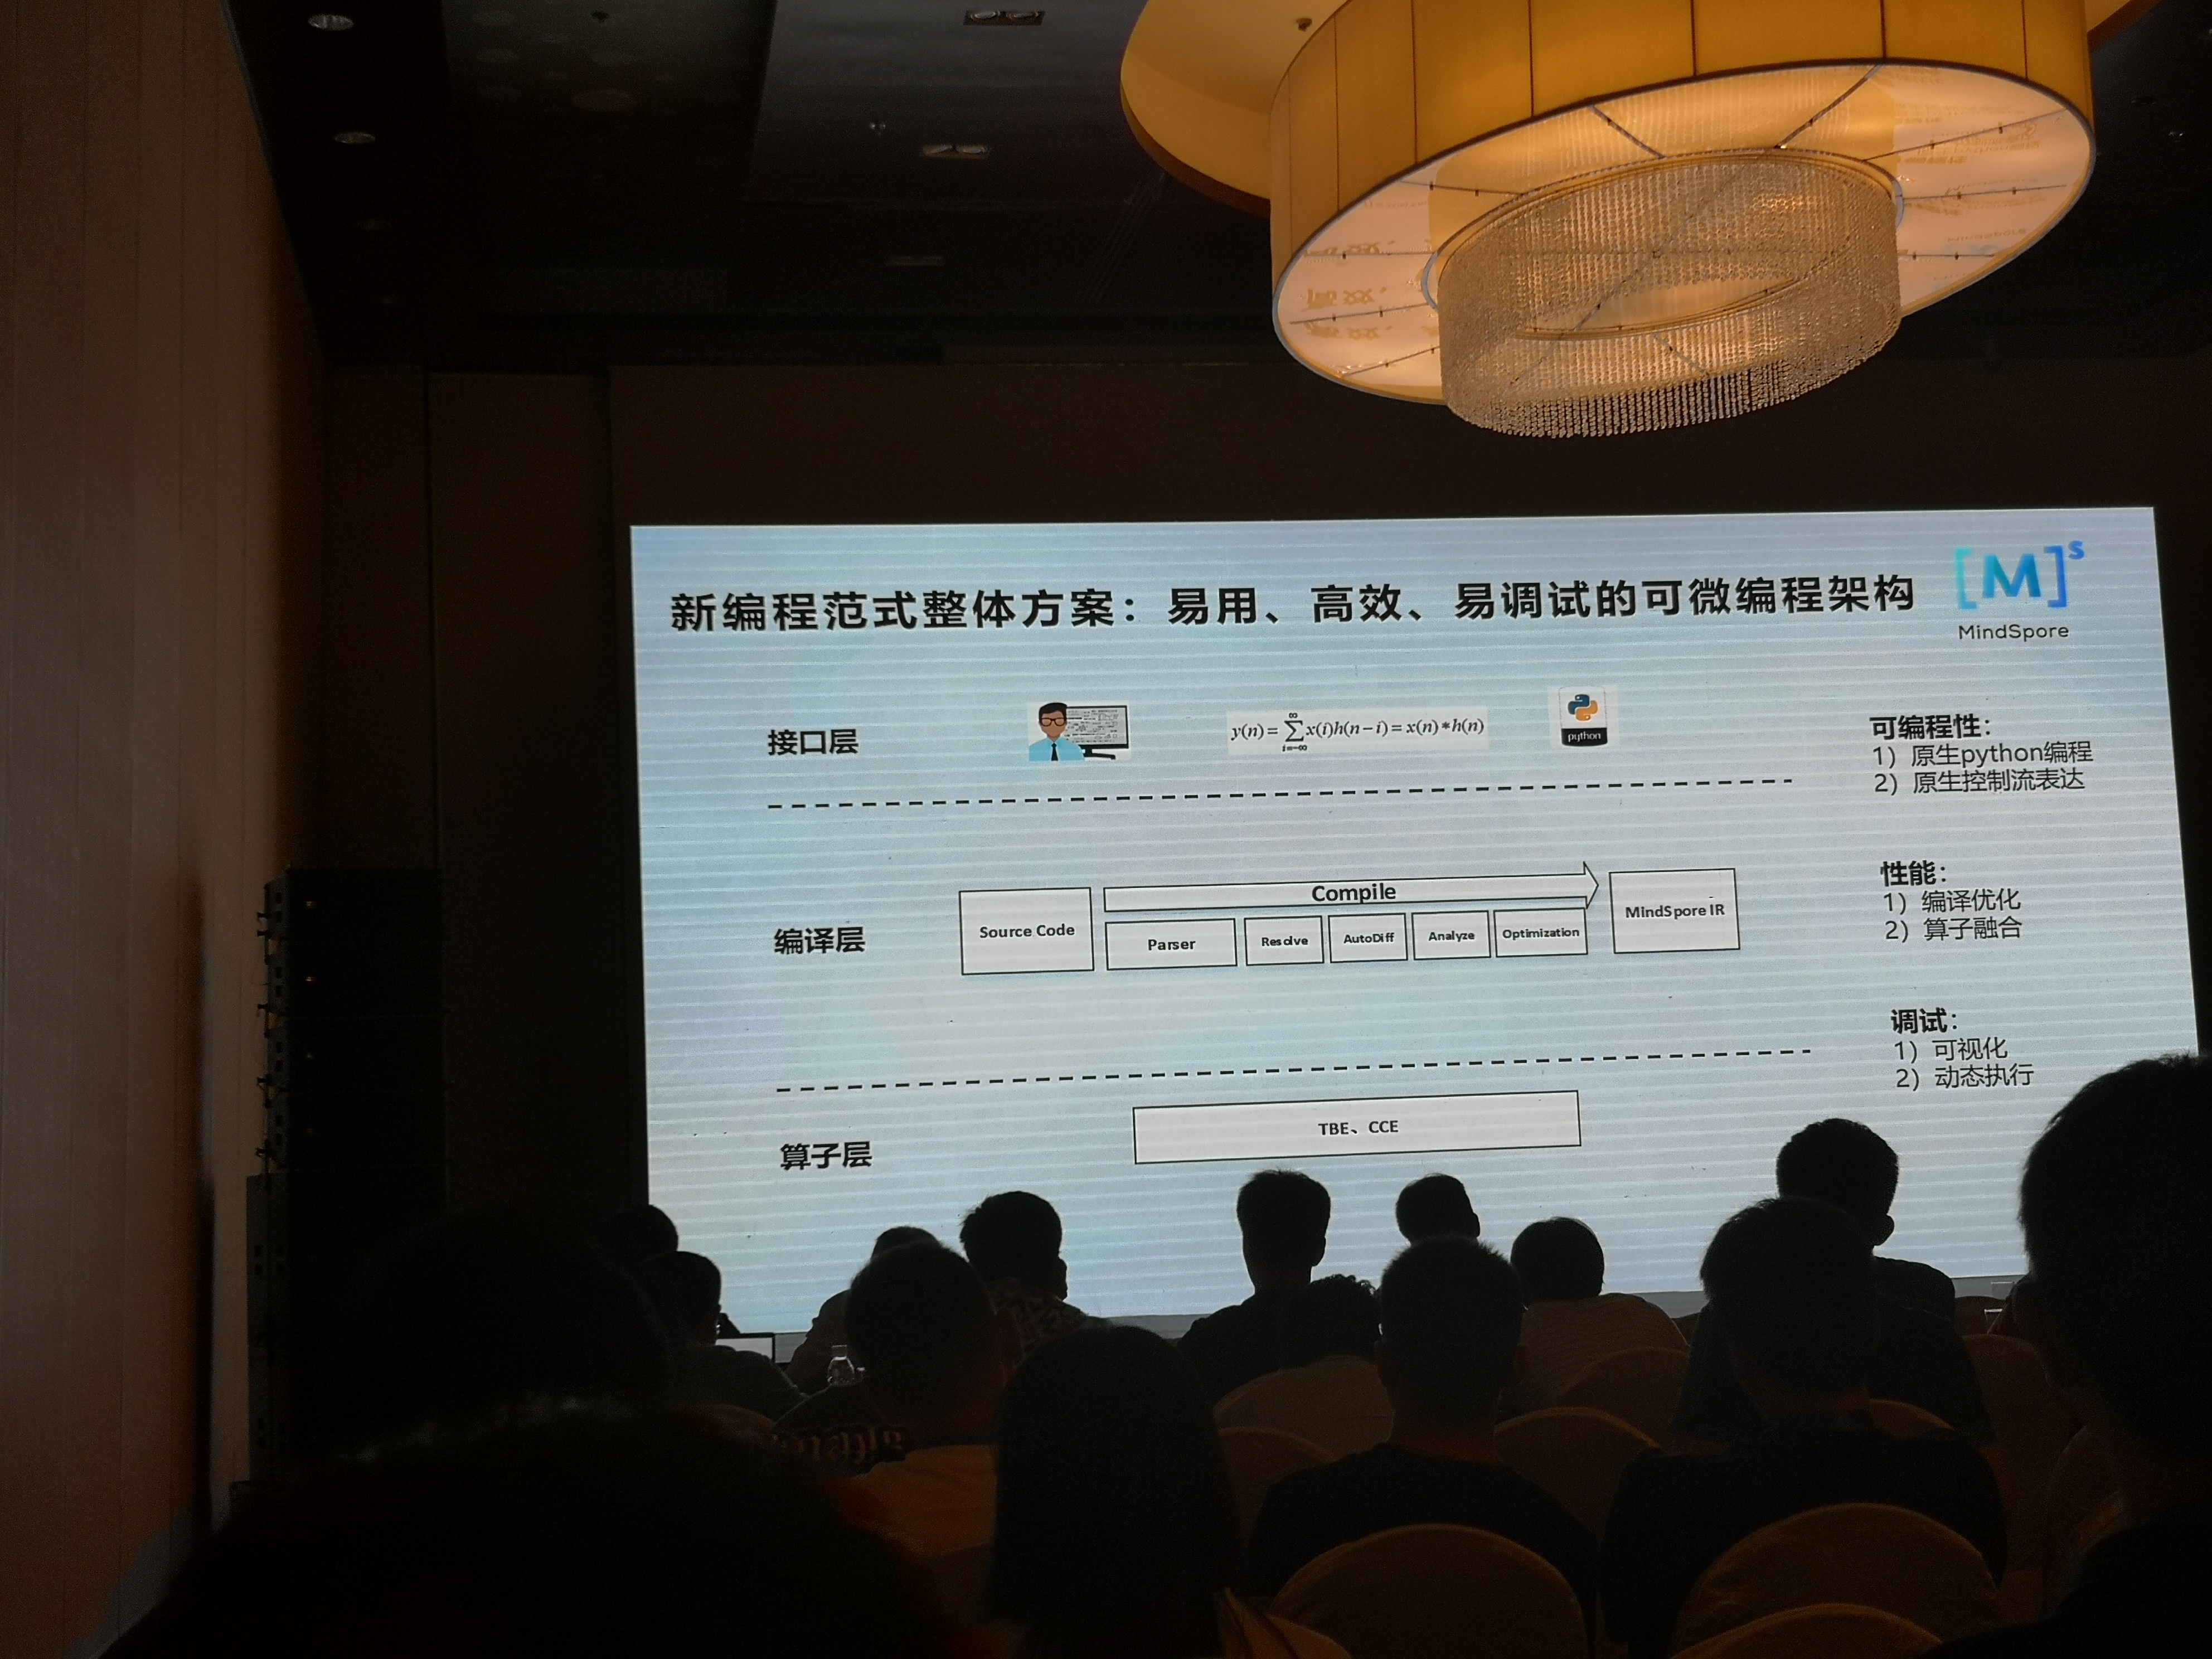 新编程范式整体方案：易用、高效、易调试的可微编程架构
[M]s
MindSpore
接口层
y(n) = ∑ x(i)h(n−i) = x(n)*h(n)
i=-∞
∞
python
可编程性：
1）原生python编程
2）原生控制流表达
编译层
Source Code
Compile
Parser
Resolve
AutoDiff
Analyze
Optimization
MindSpore IR
性能：
1）编译优化
2）算子融合
调试：
1）可视化
2）动态执行
算子层
TBE、CCE